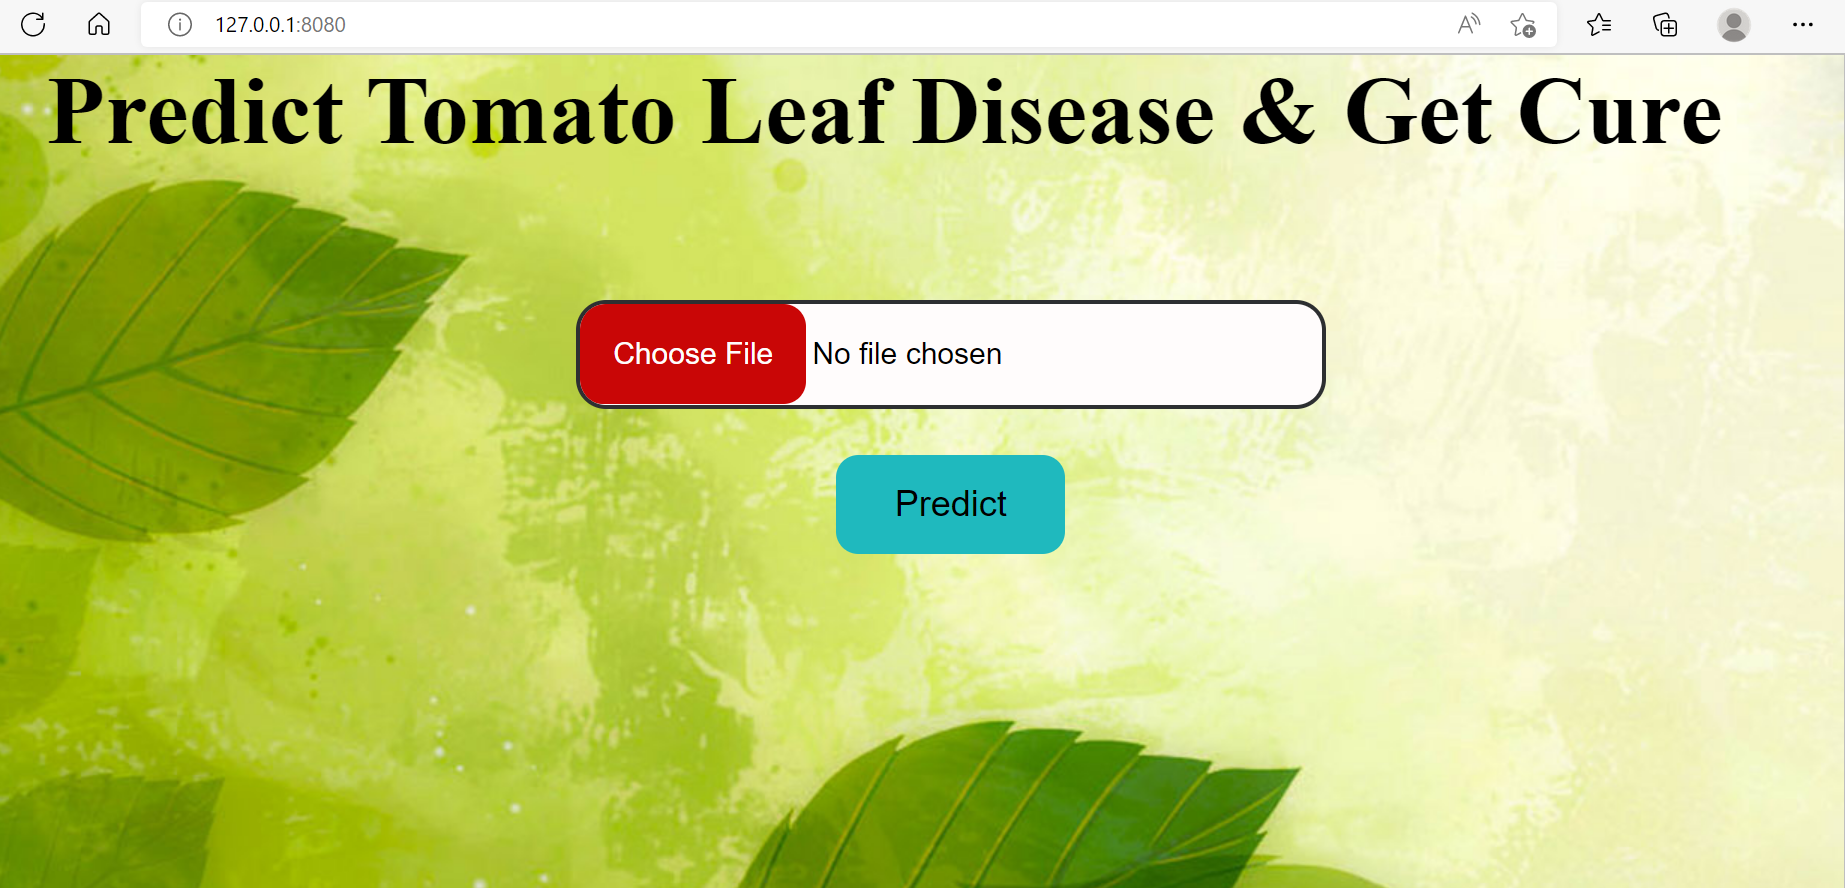 127.0.0.1:8080
Predict Tomato Leaf Disease & Get Cure
Choose File No file chosen
Predict